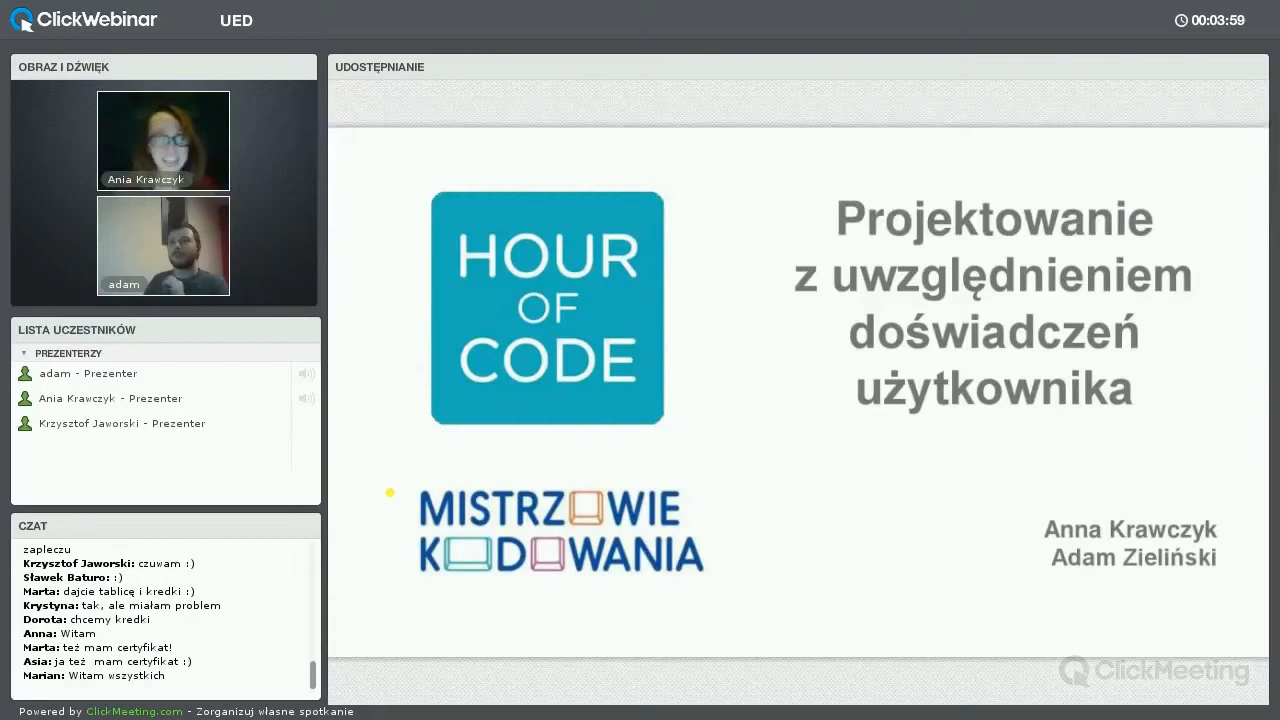 ClickWebinar
UED
00:03:59
OBRAZ I DŹWIĘK
Ania Krawczyk
adam
LISTA UCZESTNIKÓW
PREZENTERZY
adam - Prezenter
Ania Krawczyk - Prezenter
Krzysztof Jaworski - Prezenter
CZAT
zapleczu
Krzysztof Jaworski: czuwam :)
Sławek Baturo: :)
Marta: dajcie tablicę i kredki :)
Krystyna: tak, ale miałam problem
Dorota: chcemy kredki
Anna: Witam
Marta: też mam certyfikat!
Asia: ja też mam certyfikat :)
Marian: Witam wszystkich
UDOSTĘPNIANIE
HOUR
OF
CODE
Projektowanie
z uwzględnieniem
doświadczeń
użytkownika
MISTRZOWIE
KODOWANIA
Anna Krawczyk
Adam Zieliński
ClickMeeting
Powered by ClickMeeting.com - Zorganizuj własne spotkanie